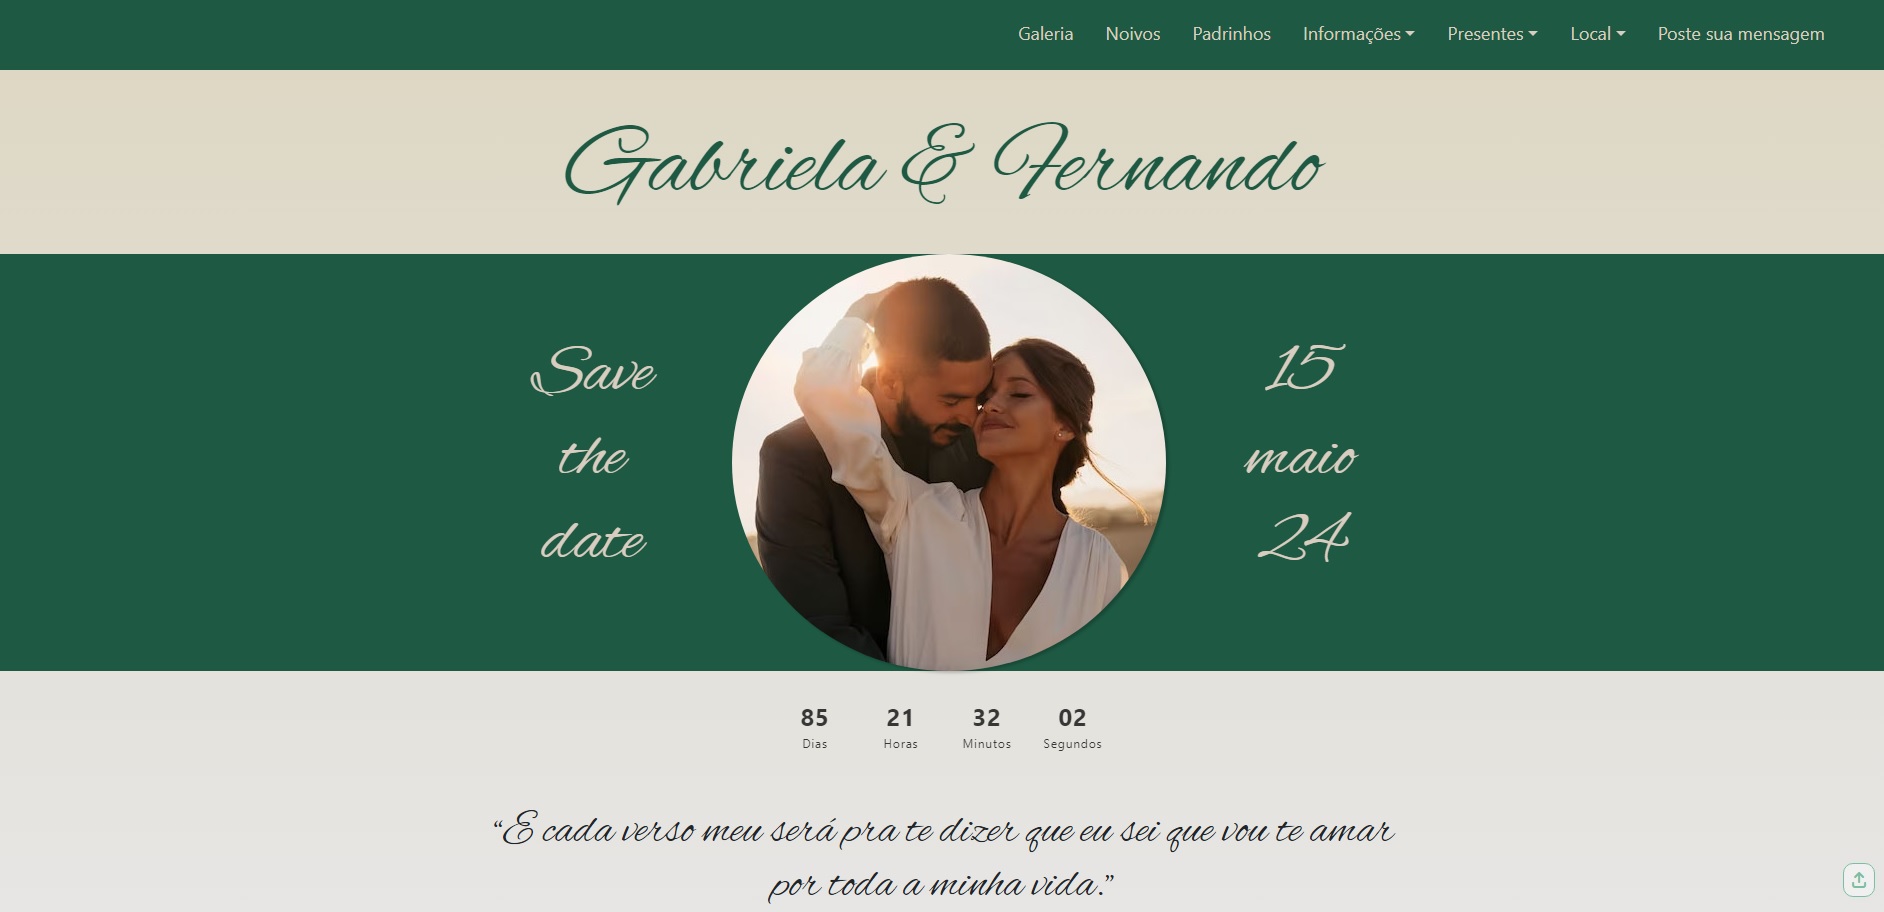 Galeria Noivos Padrinhos Informações Presentes Local Poste sua mensagem
Gabriela & Fernando
Save
the
date
15
maio
24
85 21 32 02
Dias Horas Minutos Segundos
“E cada verso meu será pra te dizer que eu sei que vou te amar
por toda a minha vida.”